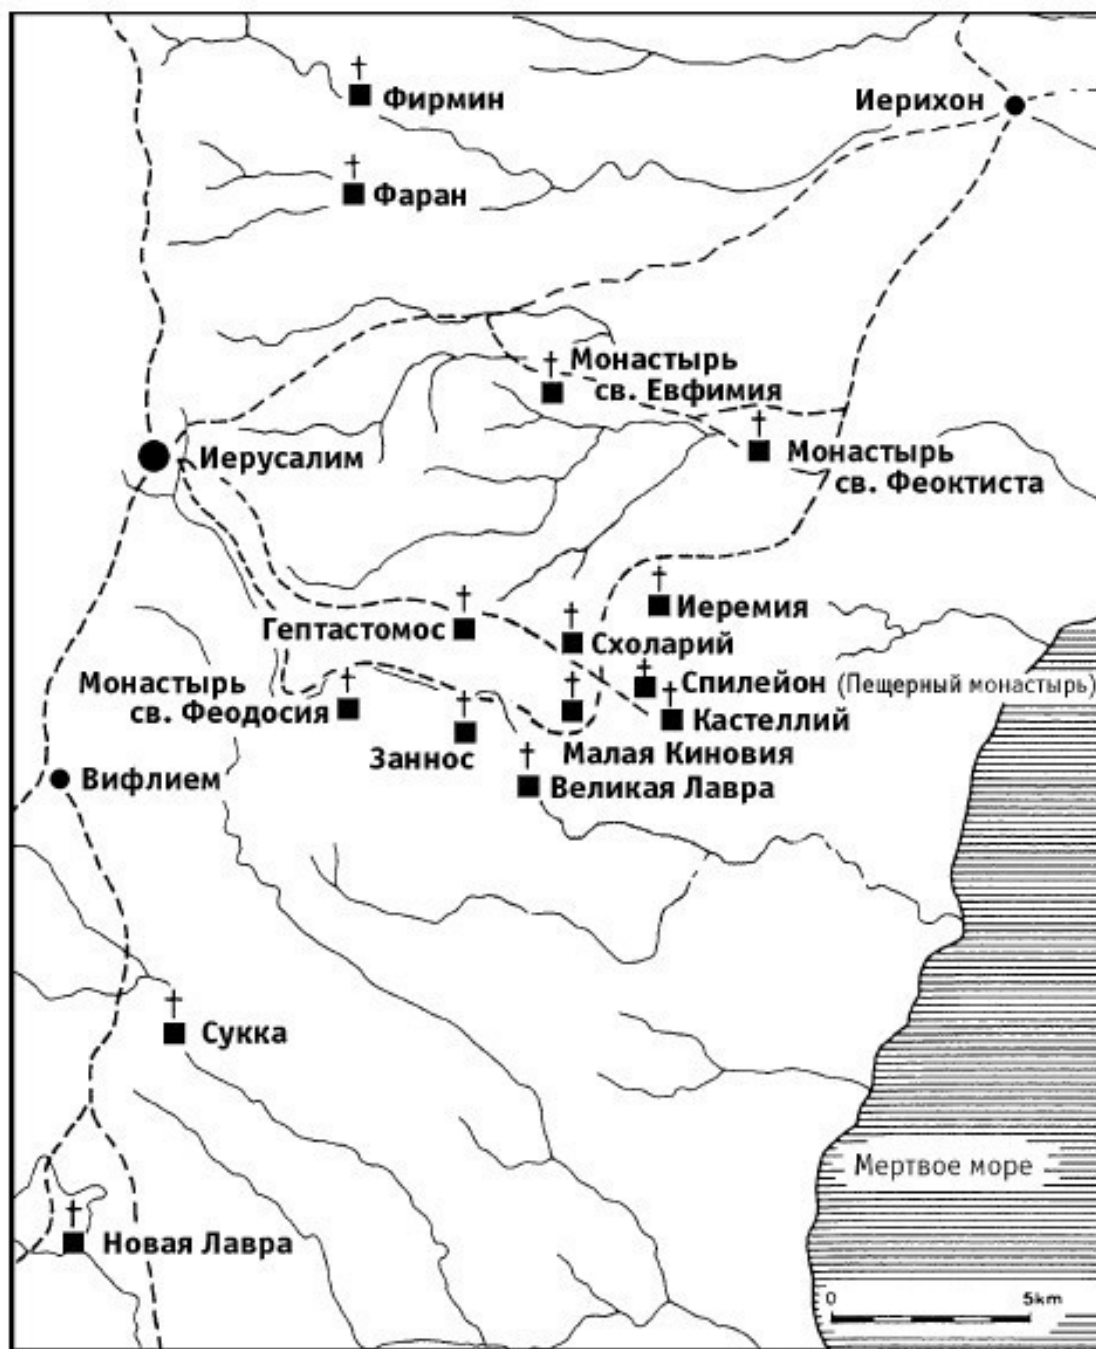 Фирмин
Иерихон
Фаран
Монастырь
св. Евфимия
Иерусалим
Монастырь
св. Феоктиста
Иеремия
Гептастомос
Схоларий
Монастырь
св. Феодосия
Спилейон (Пещерный монастырь)
Кастеллий
Заннос
Малая Киновия
Вифлием
Великая Лавра
Сукка
Мертвое море
Новая Лавра
0 5km